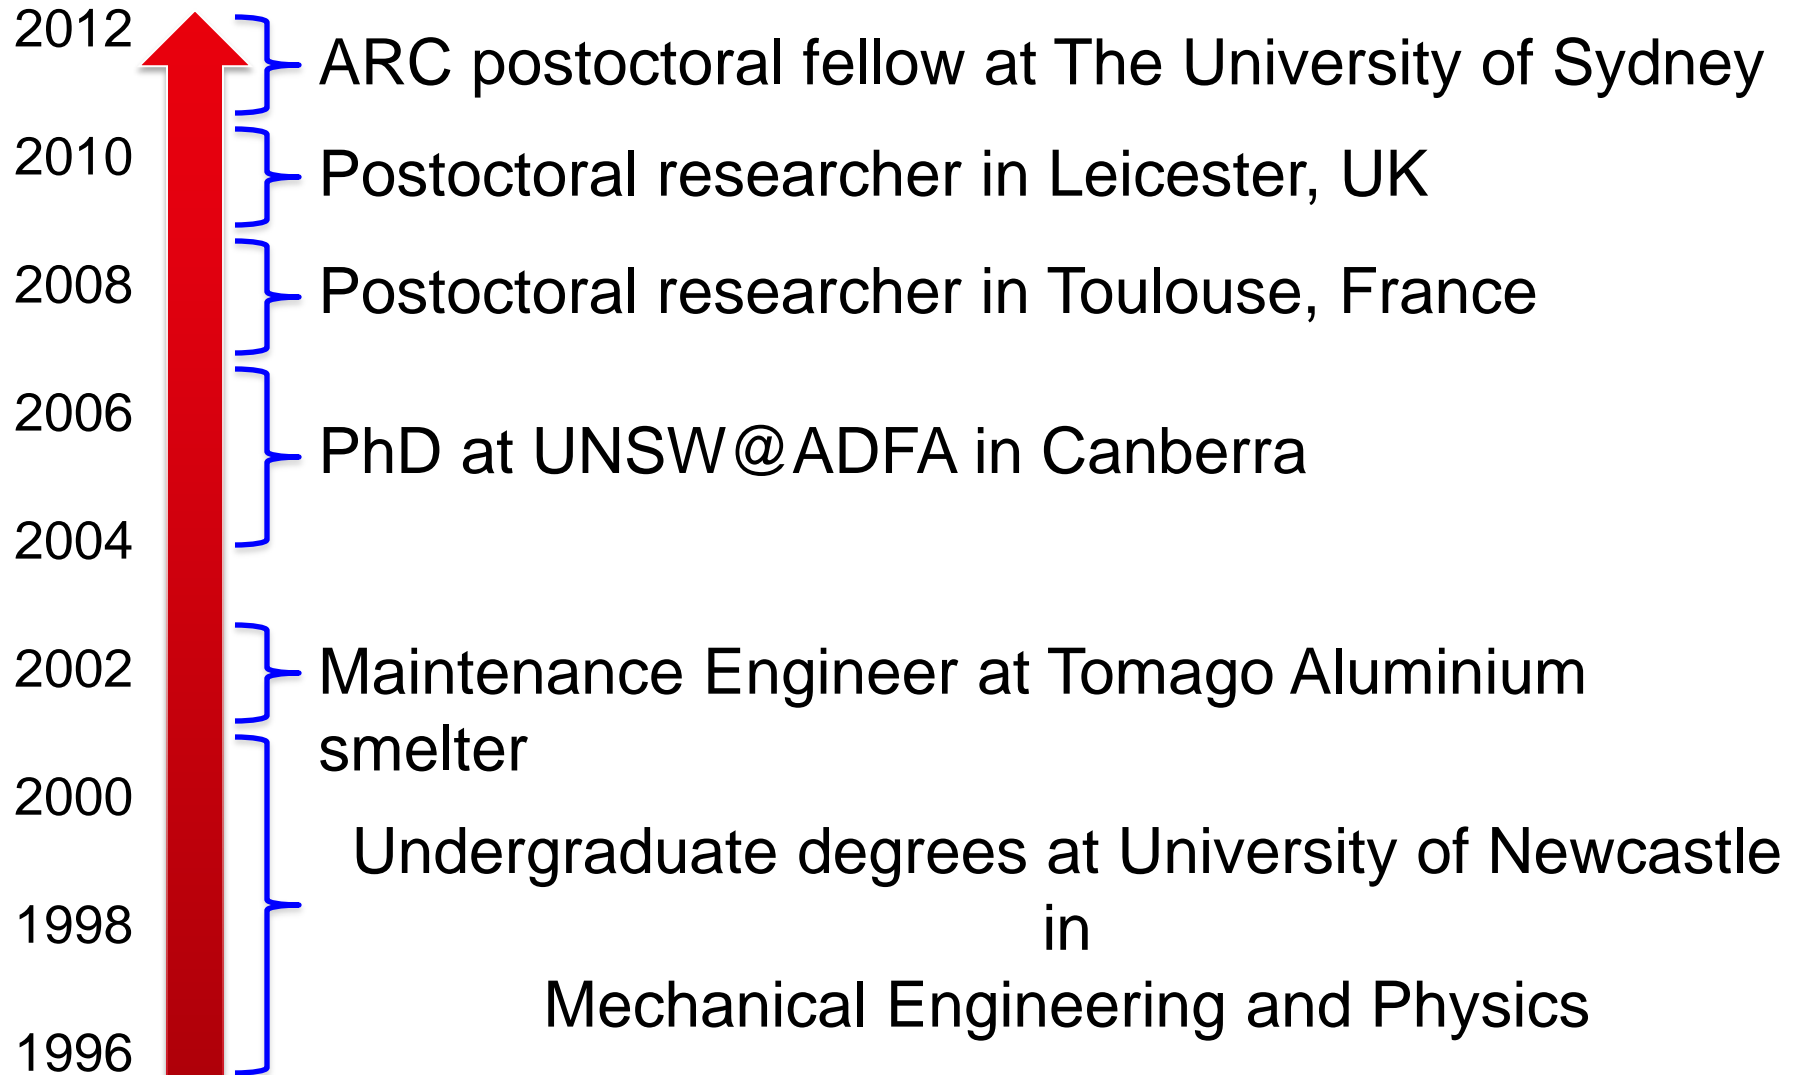 2012
ARC postoctoral fellow at The University of Sydney
2010
Postoctoral researcher in Leicester, UK
2008
Postoctoral researcher in Toulouse, France
2006
PhD at UNSW@ADFA in Canberra
2004
2002
Maintenance Engineer at Tomago Aluminium
smelter
2000
Undergraduate degrees at University of Newcastle
1998
in
Mechanical Engineering and Physics
1996